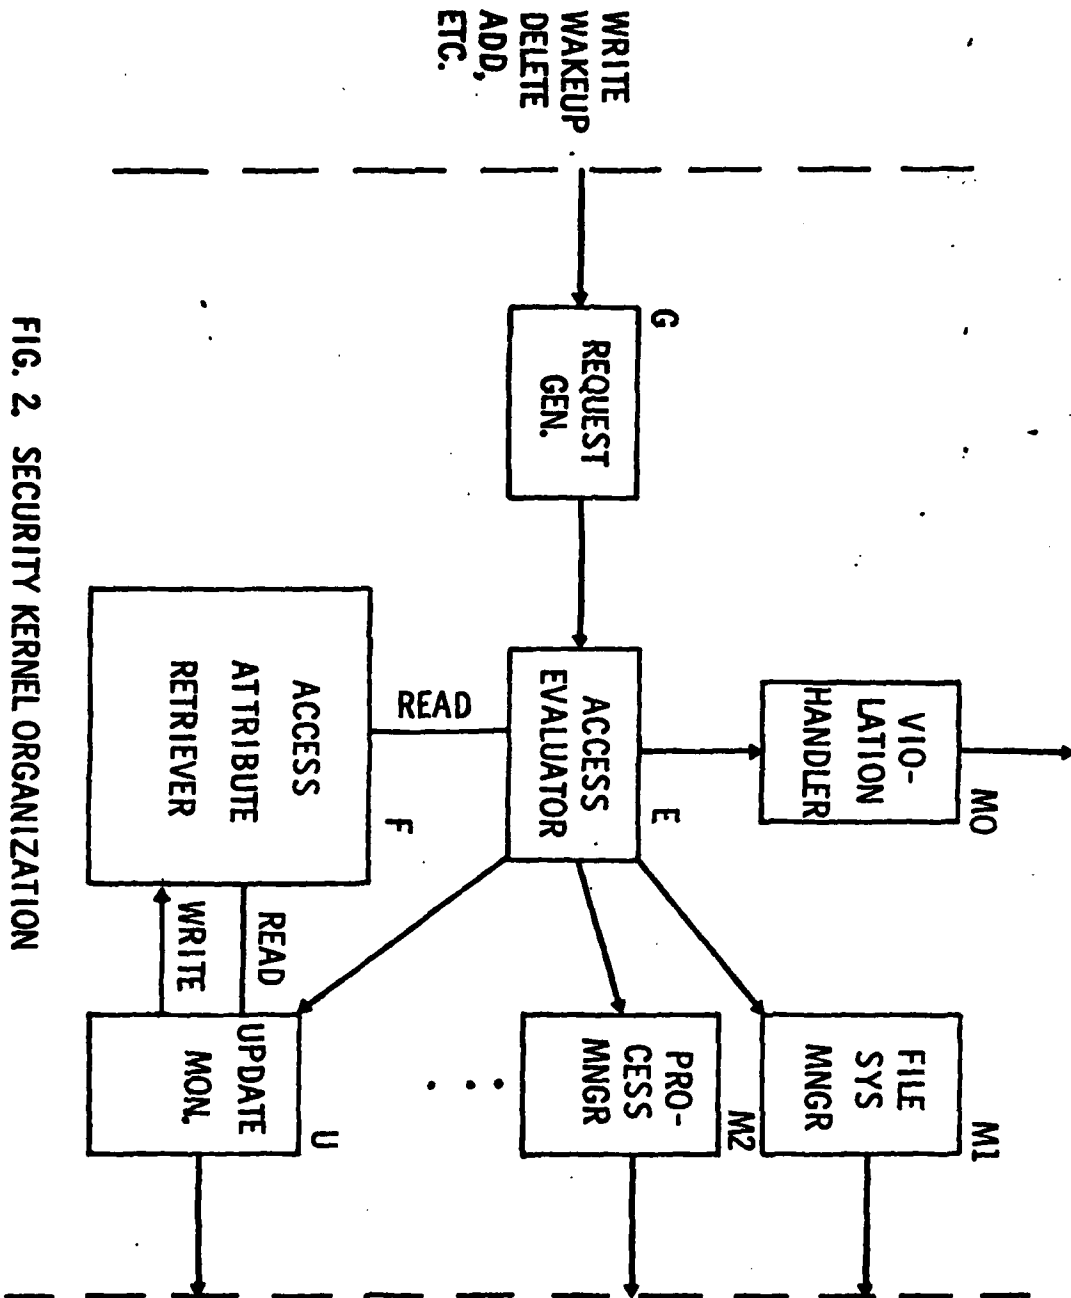 WRITE
WAKEUP
DELETE
ADD,
ETC.
G
REQUEST
GEN.
VIO-
LATION
HANDLER
M0
ACCESS
EVALUATOR
E
READ
ACCESS
ATTRIBUTE
RETRIEVER
F
FILE
SYS
MNGR
M1
PRO-
CESS
MNGR
M2
READ
WRITE
UPDATE
MON.
U
FIG. 2. SECURITY KERNEL ORGANIZATION